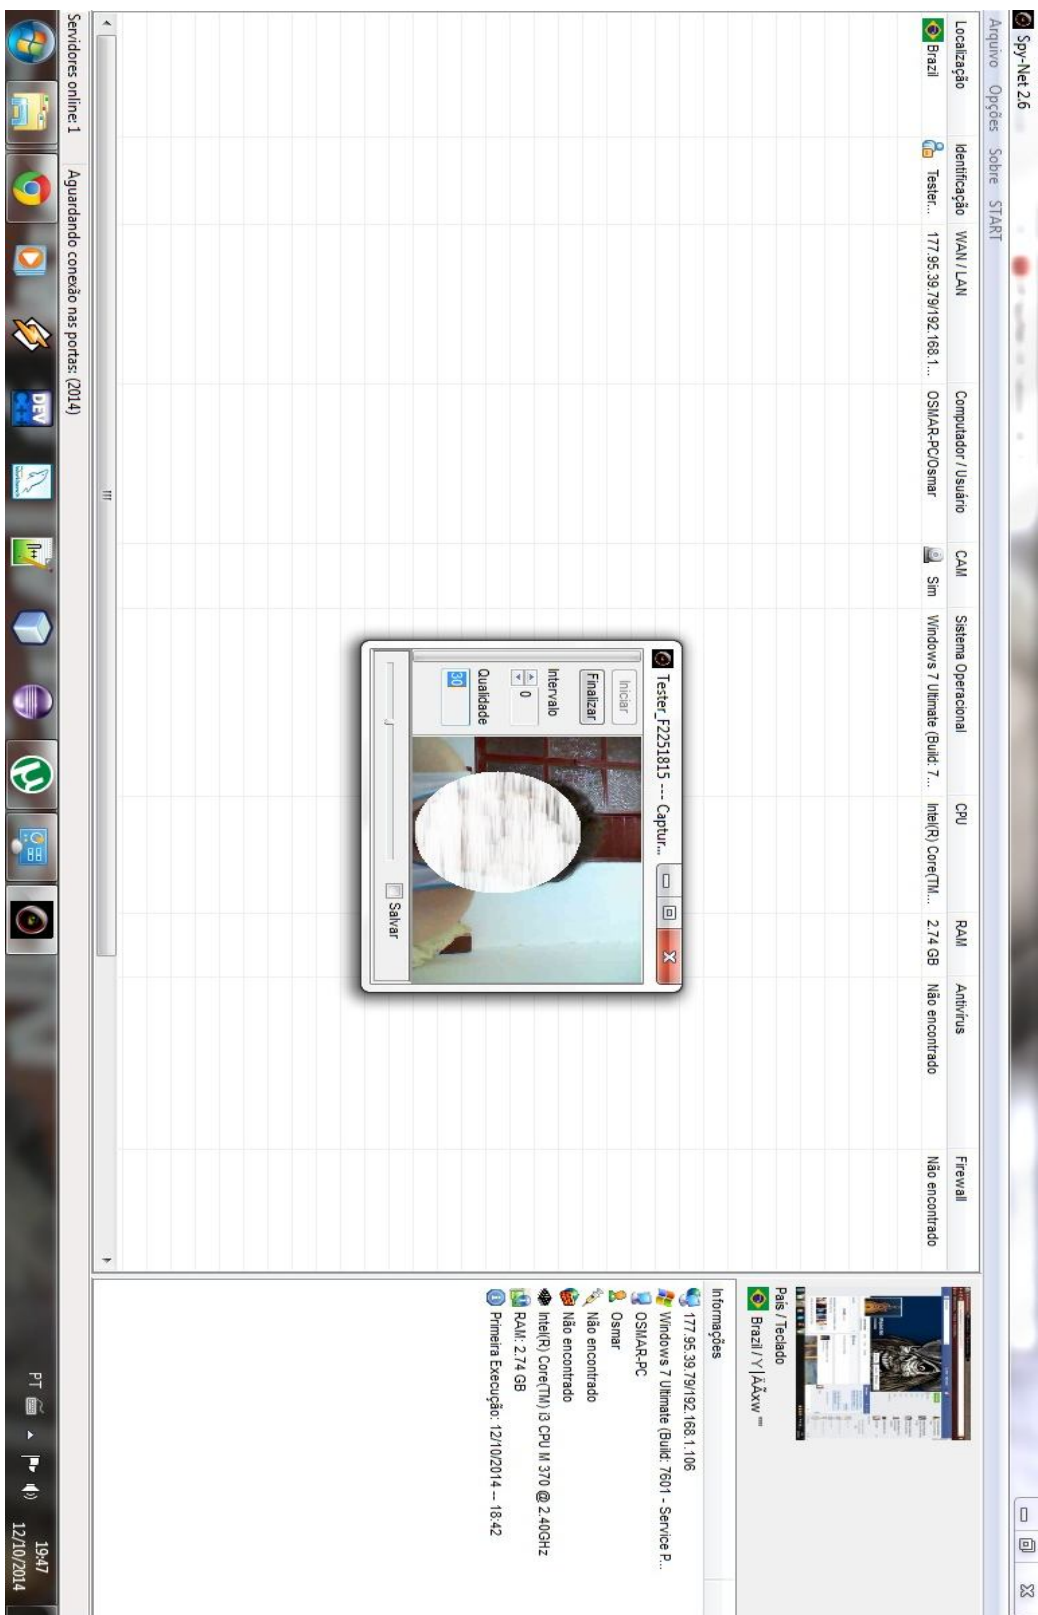 Spy-Net 2.6
Arquivo Opções Sobre START
Localização Identificação WAN / LAN Computador / Usuário CAM Sistema Operacional CPU RAM Antivírus Firewall
Brazil Tester... 177.95.39.79/192.168.1... OSMAR-PC/Osmar Sim Windows 7 Ultimate (Build: 7... Intel(R) Core(TM... 2.74 GB Não encontrado Não encontrado
País / Teclado
Brazil /
Informações
177.95.39.79/192.168.1.106
Windows 7 Ultimate (Build: 7601 - Service P...
OSMAR-PC
Osmar
Não encontrado
Não encontrado
Intel(R) Core(TM) i3 CPU M 370 @ 2.40GHz
RAM: 2.74 GB
Primeira Execução: 12/10/2014 -- 18:42
Tester_F2251815 --- Captur...
Iniciar
Finalizar
Intervalo
0
Qualidade
30
Salvar
Servidores online: 1 Aguardando conexão nas portas: (2014)
DEV
C++
PT
19:47
12/10/2014